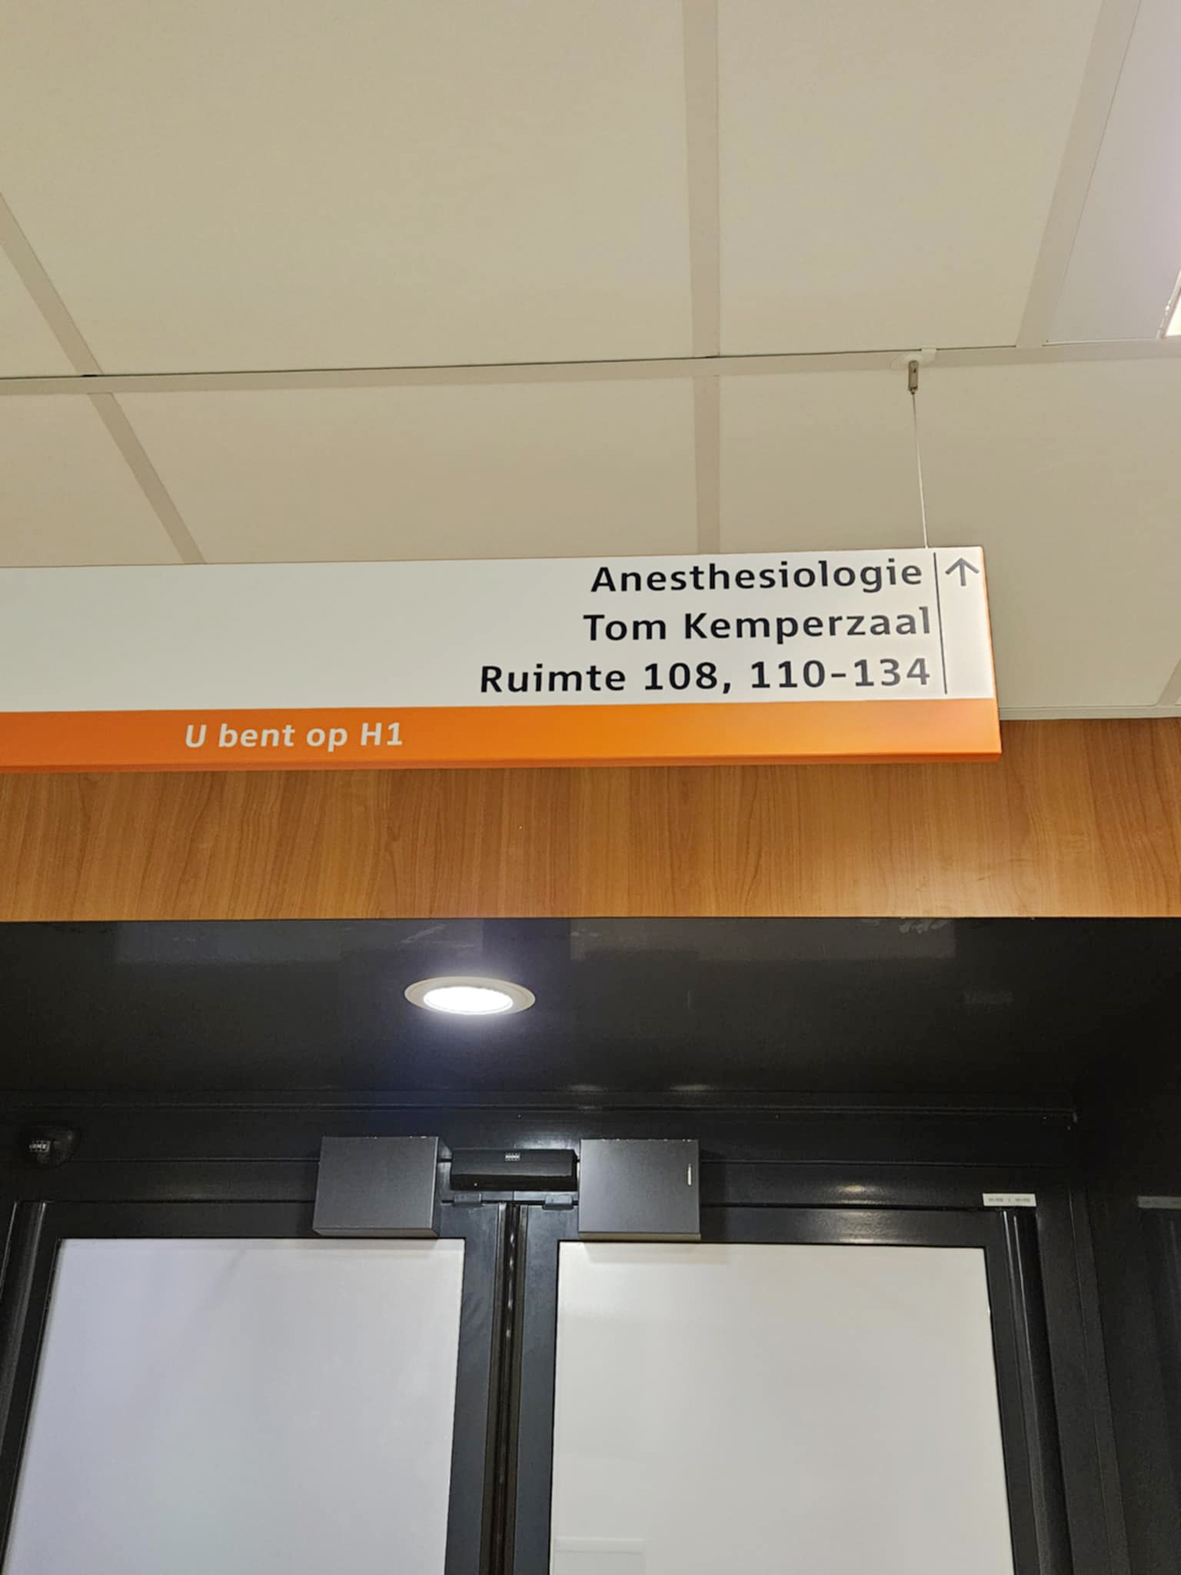 Anesthesiologie
Tom Kemperzaal
Ruimte 108, 110-134
U bent op H1